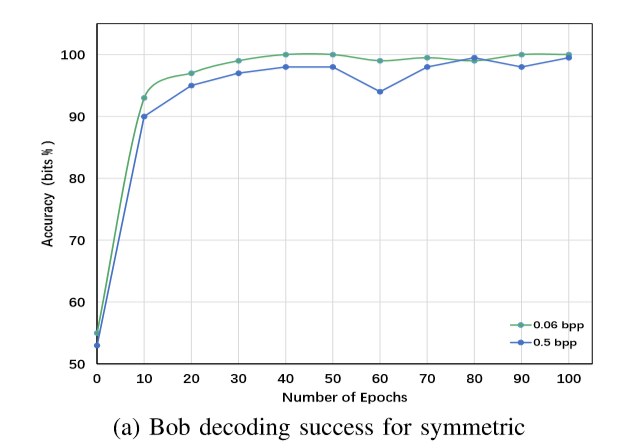 100
90
80
70
60
50
Accuracy (bits %)
0 10 20 30 40 50 60 70 80 90 100
Number of Epochs
0.06 bpp
0.5 bpp
(a) Bob decoding success for symmetric